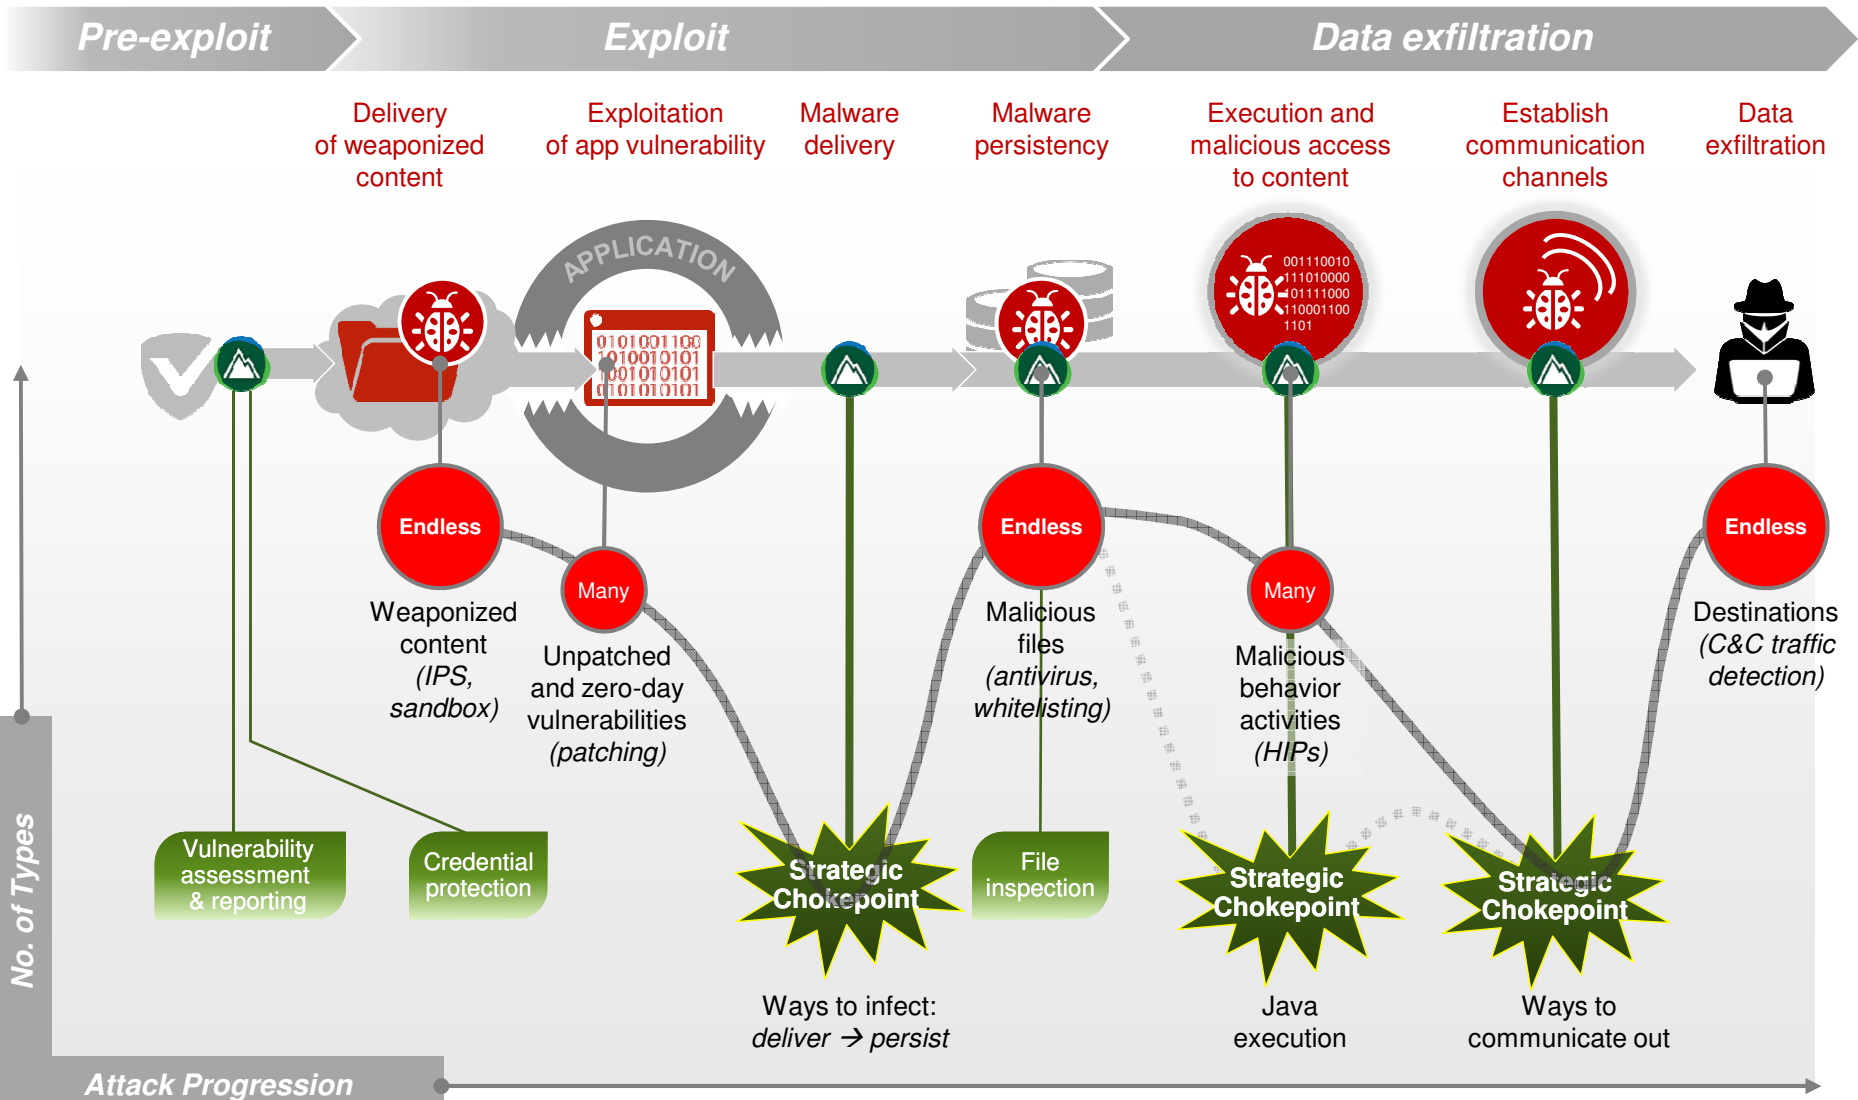 Pre-exploit
Exploit
Data exfiltration
Delivery
of weaponized
content
Exploitation
of app vulnerability
Malware
delivery
Malware
persistency
Execution and
malicious access
to content
Establish
communication
channels
Data
exfiltration
APPLICATION
0101001100
1010010101
1001010101
0101010101
001110010
111010000
101111000
110001100
1101
Endless
Many
Endless
Many
Endless
Weaponized
content
(IPS,
sandbox)
Unpatched
and zero-day
vulnerabilities
(patching)
Malicious
files
(antivirus,
whitelisting)
Malicious
behavior
activities
(HIPs)
Destinations
(C&C traffic
detection)
Vulnerability
assessment
& reporting
Credential
protection
Strategic
Chokepoint
File
inspection
Strategic
Chokepoint
Strategic
Chokepoint
Ways to infect:
deliver → persist
Java
execution
Ways to
communicate out
No. of Types
Attack Progression